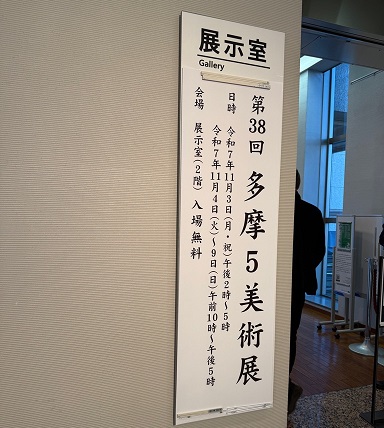 展示室
Gallery
第38回 多摩5美術展
日時 令和7年11月3日(月・祝)午後2時~5時
令和7年11月4日(火)~9日(日)午前10時~午後5時
会場 展示室(2階) 入場無料